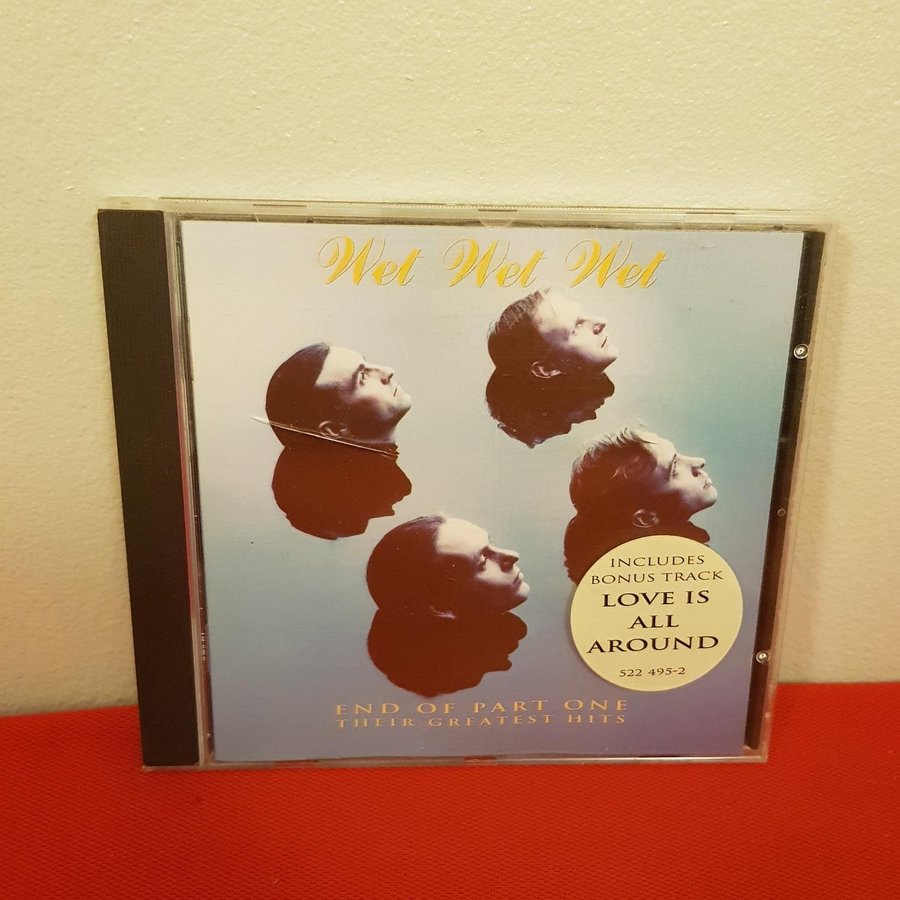 Wet Wet Wet
INCLUDES
BONUS TRACK
LOVE IS
ALL
AROUND
522 495-2
END OF PART ONE
THEIR GREATEST HITS